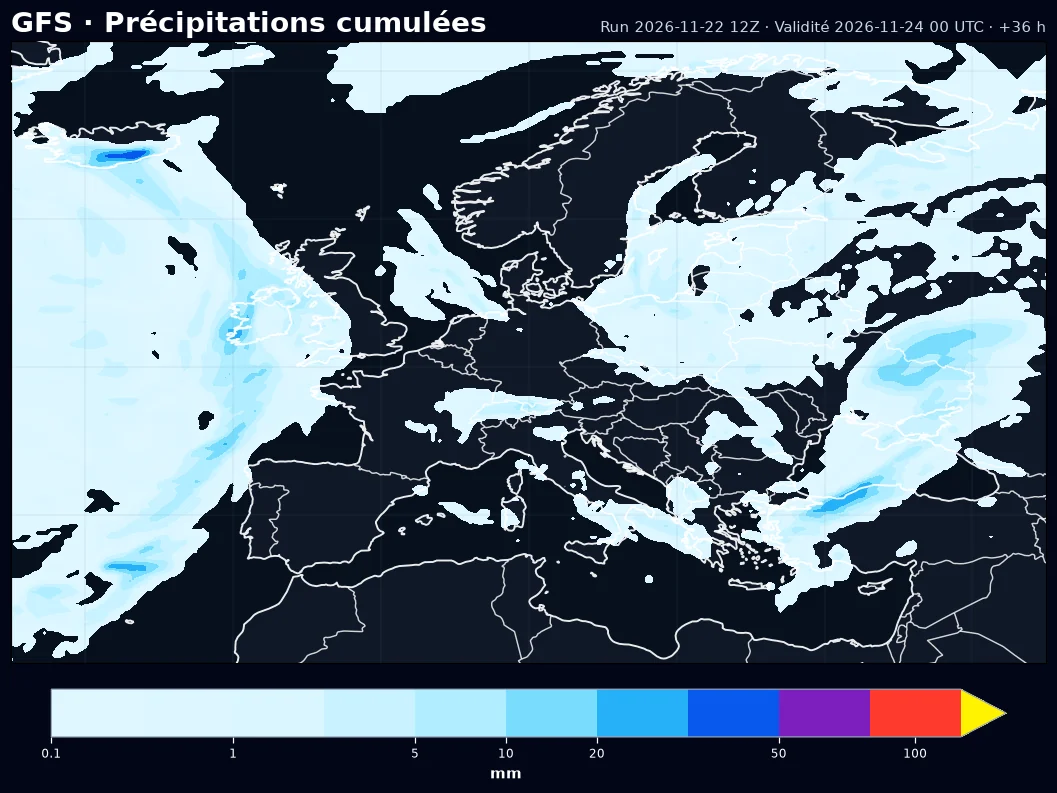 GFS · Précipitations cumulées
Run 2026-11-22 12Z · Validité 2026-11-24 00 UTC · +36 h
0.1 1 5 10 20 50 100
mm